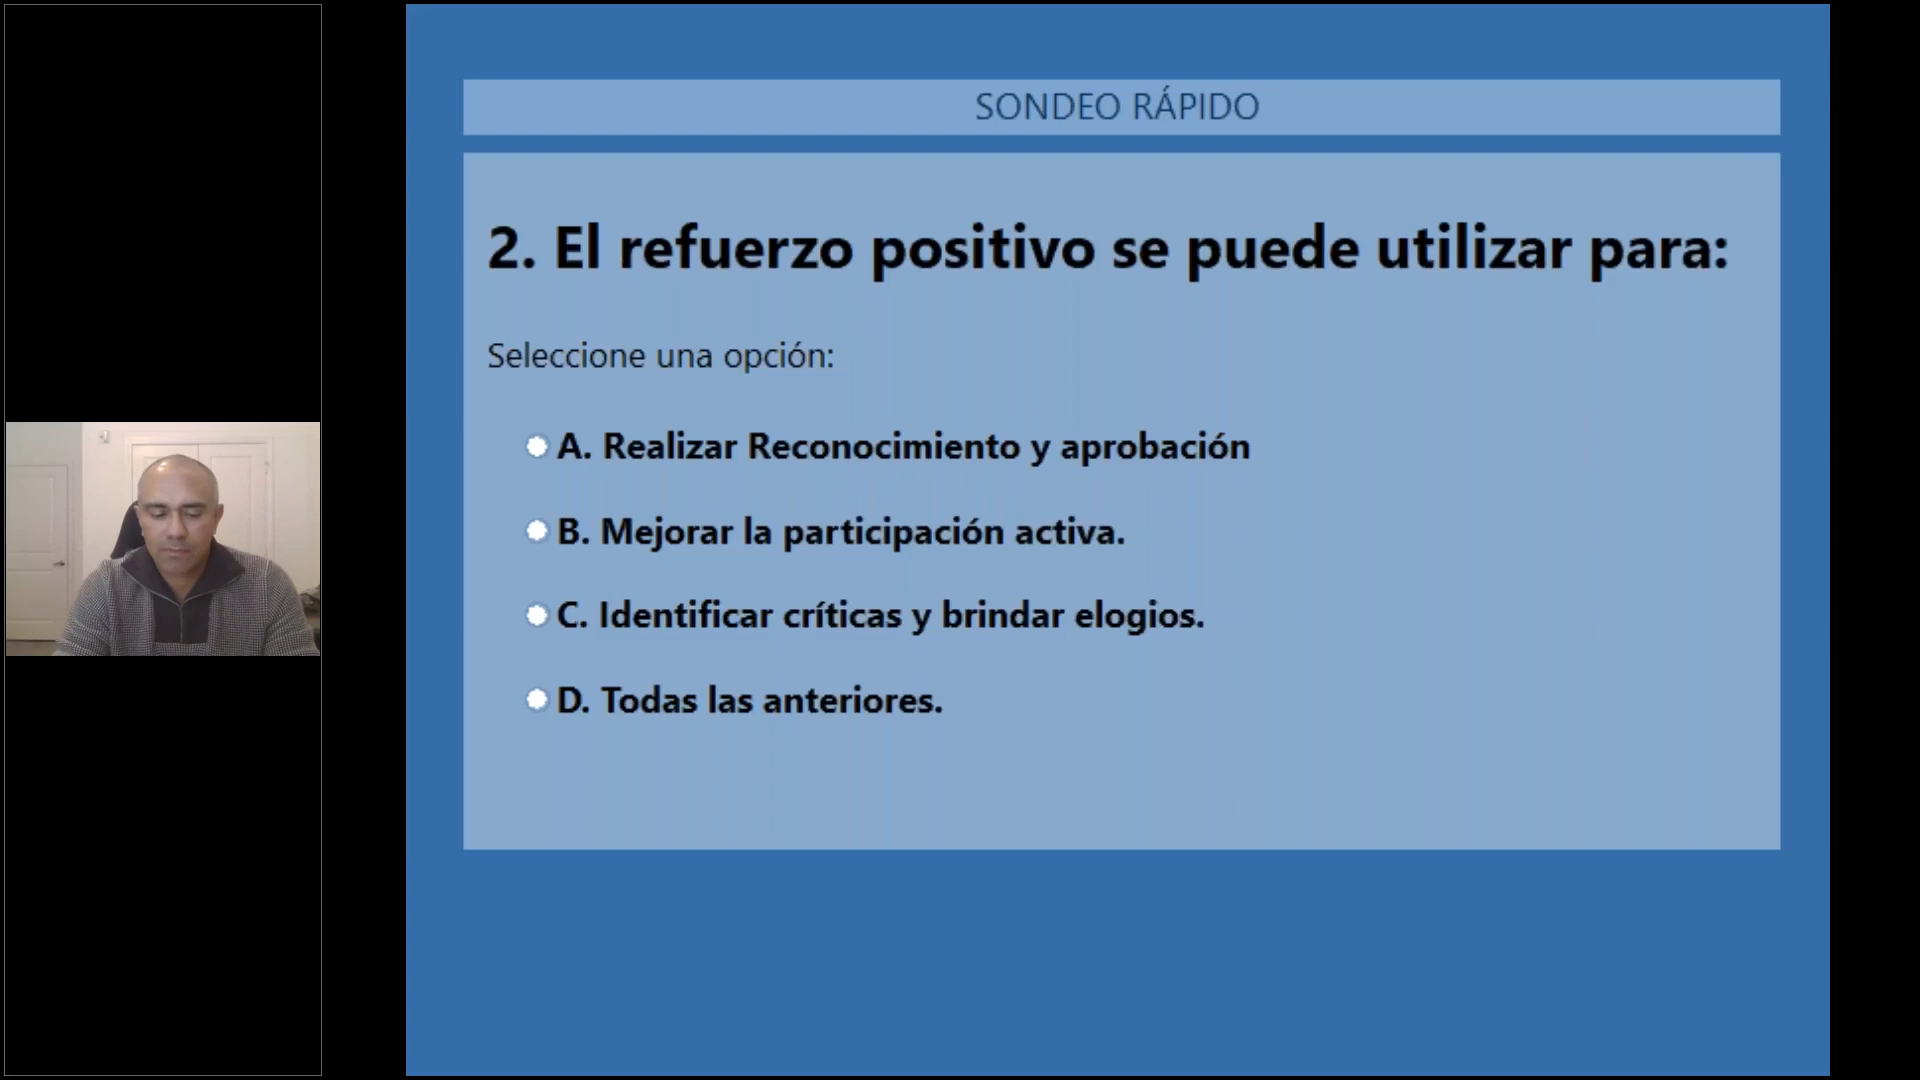 SONDEO RÁPIDO
2. El refuerzo positivo se puede utilizar para:
Seleccione una opción:
A. Realizar Reconocimiento y aprobación
B. Mejorar la participación activa.
C. Identificar críticas y brindar elogios.
D. Todas las anteriores.